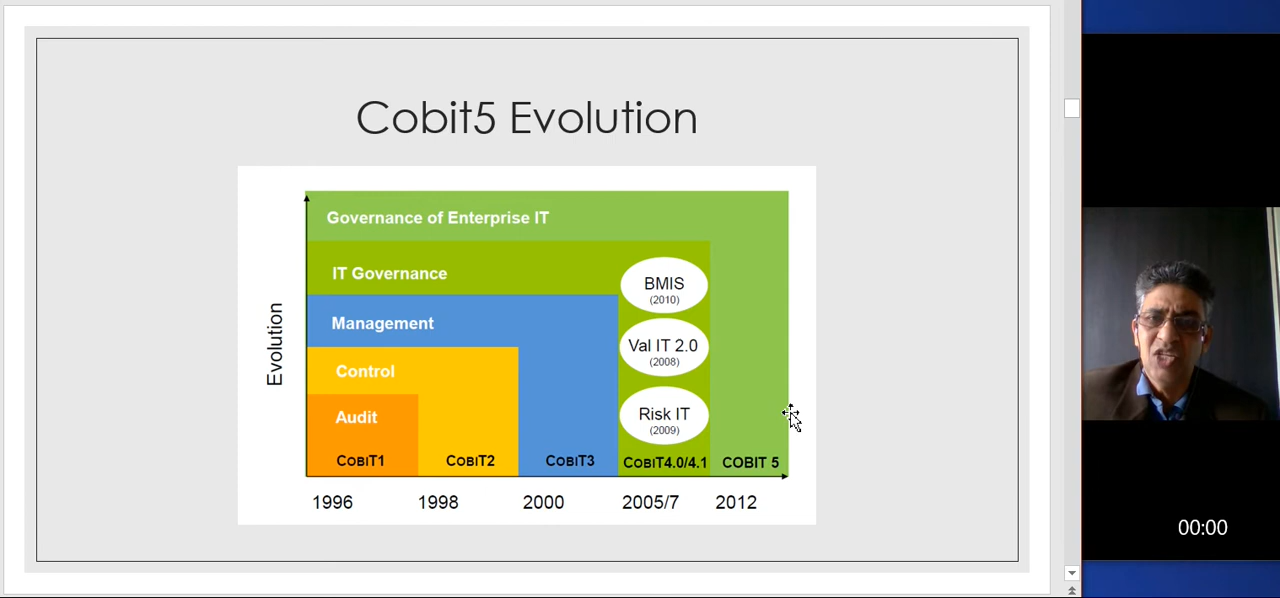 Cobit5 Evolution
Governance of Enterprise IT
IT Governance
BMIS
(2010)
Management
Val IT 2.0
(2008)
Control
Audit
Risk IT
(2009)
Evolution
COBIT1
COBIT2
COBIT3
COBIT4.0/4.1
COBIT 5
1996
1998
2000
2005/7
2012
00:00